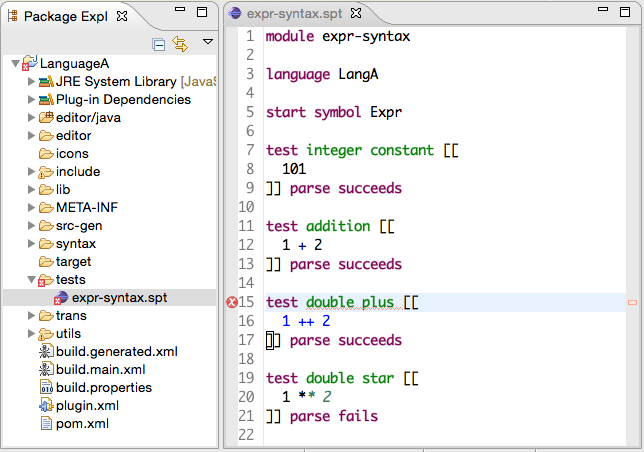 Package Expl
LanguageA
JRE System Library [JavaS
Plug-in Dependencies
editor/java
editor
icons
include
lib
META-INF
src-gen
syntax
target
tests
expr-syntax.spt
trans
utils
build.generated.xml
build.main.xml
build.properties
plugin.xml
pom.xml
expr-syntax.spt
1 module expr-syntax
2
3 language LangA
4
5 start symbol Expr
6
7 test integer constant [[
8 101
9 ]] parse succeeds
10
11 test addition [[
12 1 + 2
13 ]] parse succeeds
14
15 test double plus [[
16 1 ++ 2
17 ]] parse succeeds
18
19 test double star [[
20 1 ** 2
21 ]] parse fails
22